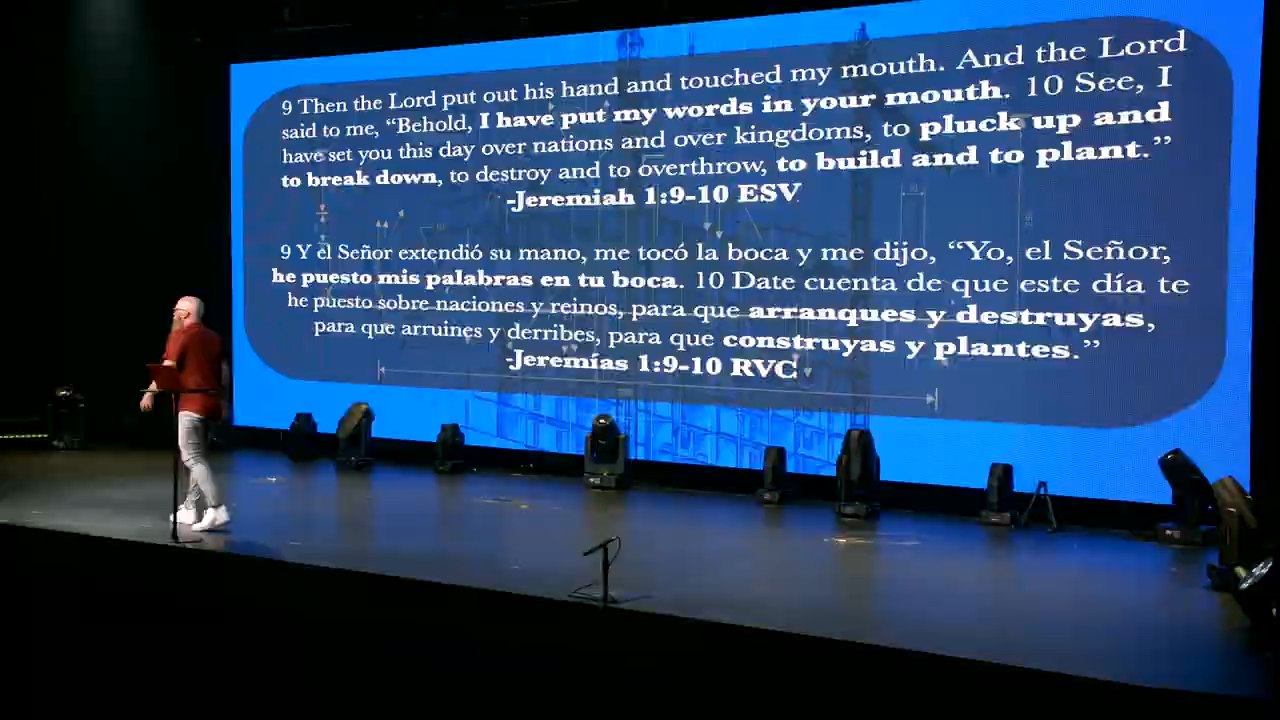 9 Then the Lord put out his hand and touched my mouth. And the Lord
said to me, “Behold, I have put my words in your mouth. 10 See, I
have set you this day over nations and over kingdoms, to pluck up and
to break down, to destroy and to overthrow, to build and to plant.”
-Jeremiah 1:9-10 ESV
9 Y el Señor extendió su mano, me tocó la boca y me dijo, “Yo, el Señor,
he puesto mis palabras en tu boca. 10 Date cuenta de que este día te
he puesto sobre naciones y reinos, para que arranques y destruyas,
para que arruines y derribes, para que construyas y plantes.”
-Jeremías 1:9-10 RVC